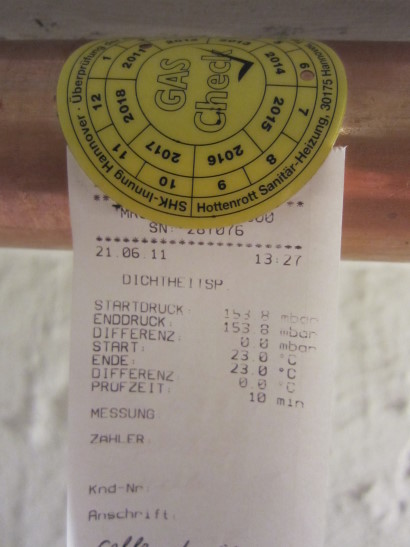 SHK-Innung Hannover · Überprüfung
Hottenrott Sanitär-Heizung, 30175 Hannover
1 12 11 10 9 8 7 6
2011 2012 2013 2014 2015 2016 2017 2018
GAS
Check
SN: 281076
21.06.11 13:27
DICHTHEITSP
STARTDRUCK: 153.8 mbar
ENDDRUCK: 153.8 mbar
DIFFERENZ: 0.0 mbar
START: 23.0 °C
ENDE: 23.0 °C
DIFFERENZ 0.0 °C
PRÜFZEIT: 10 min
MESSUNG:
ZÄHLER:
Knd-Nr:
Anschrift: